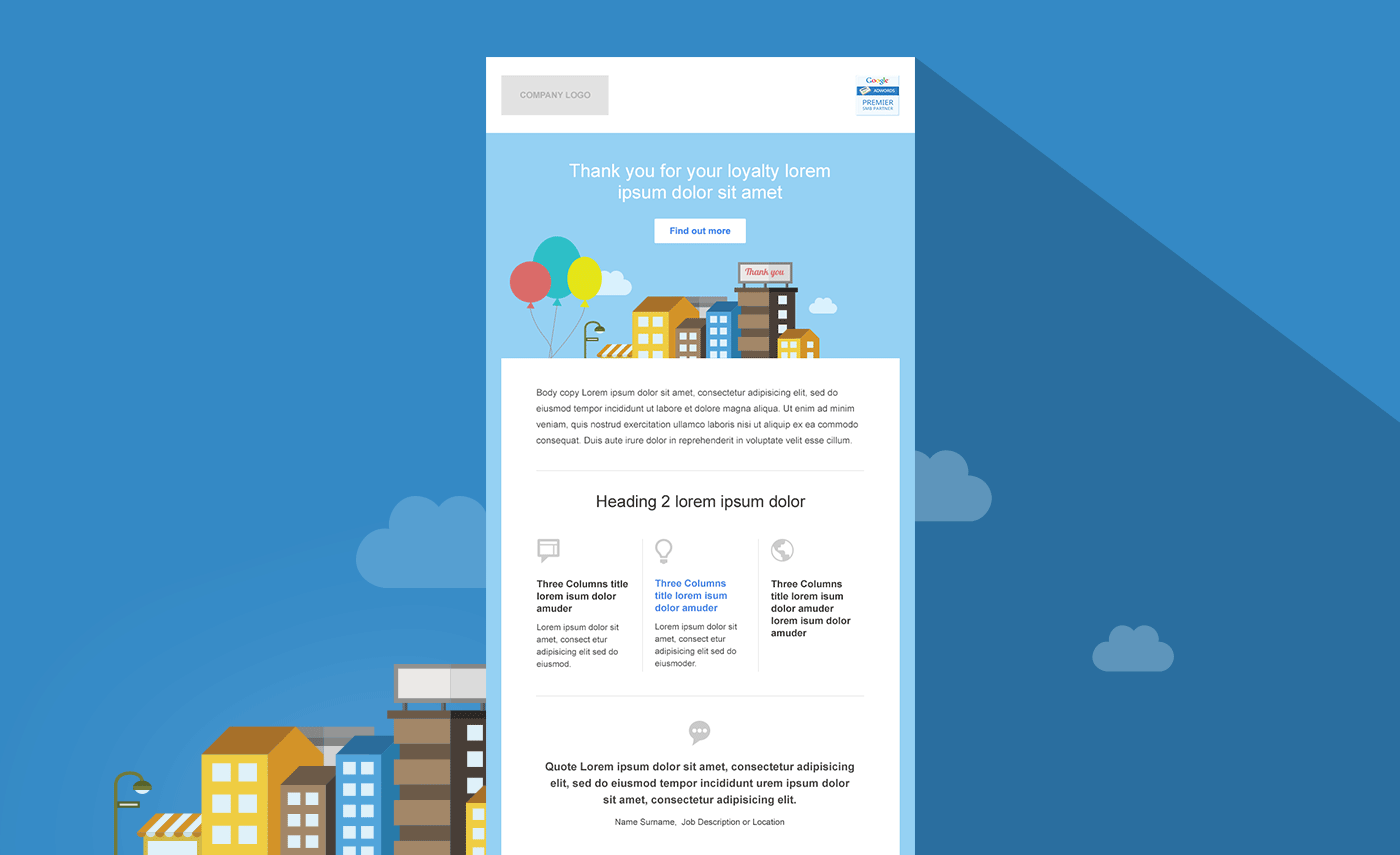 COMPANY LOGO
Google
ADWORDS
PREMIER
SMB PARTNER
Thank you for your loyalty lorem
ipsum dolor sit amet
Find out more
Thank you
Body copy Lorem ipsum dolor sit amet, consectetur adipisicing elit, sed do
eiusmod tempor incididunt ut labore et dolore magna aliqua. Ut enim ad minim
veniam, quis nostrud exercitation ullamco laboris nisi ut aliquip ex ea commodo
consequat. Duis aute irure dolor in reprehenderit in voluptate velit esse cillum.
Heading 2 lorem ipsum dolor
Three Columns title
lorem isum dolor
amuder
Lorem ipsum dolor sit
amet, consect etur
adipisicing elit sed do
eiusmod.
Three Columns
title lorem isum
dolor amuder
Lorem ipsum dolor sit
amet, consect etur
adipisicing elit sed do
eiusmoder.
Three Columns
title lorem isum
dolor amuder
lorem isum dolor
amuder
Quote Lorem ipsum dolor sit amet, consectetur adipisicing
elit, sed do eiusmod tempor incididunt urem ipsum dolor
sit amet, consectetur adipisicing elit.
Name Surname,  Job Description or Location